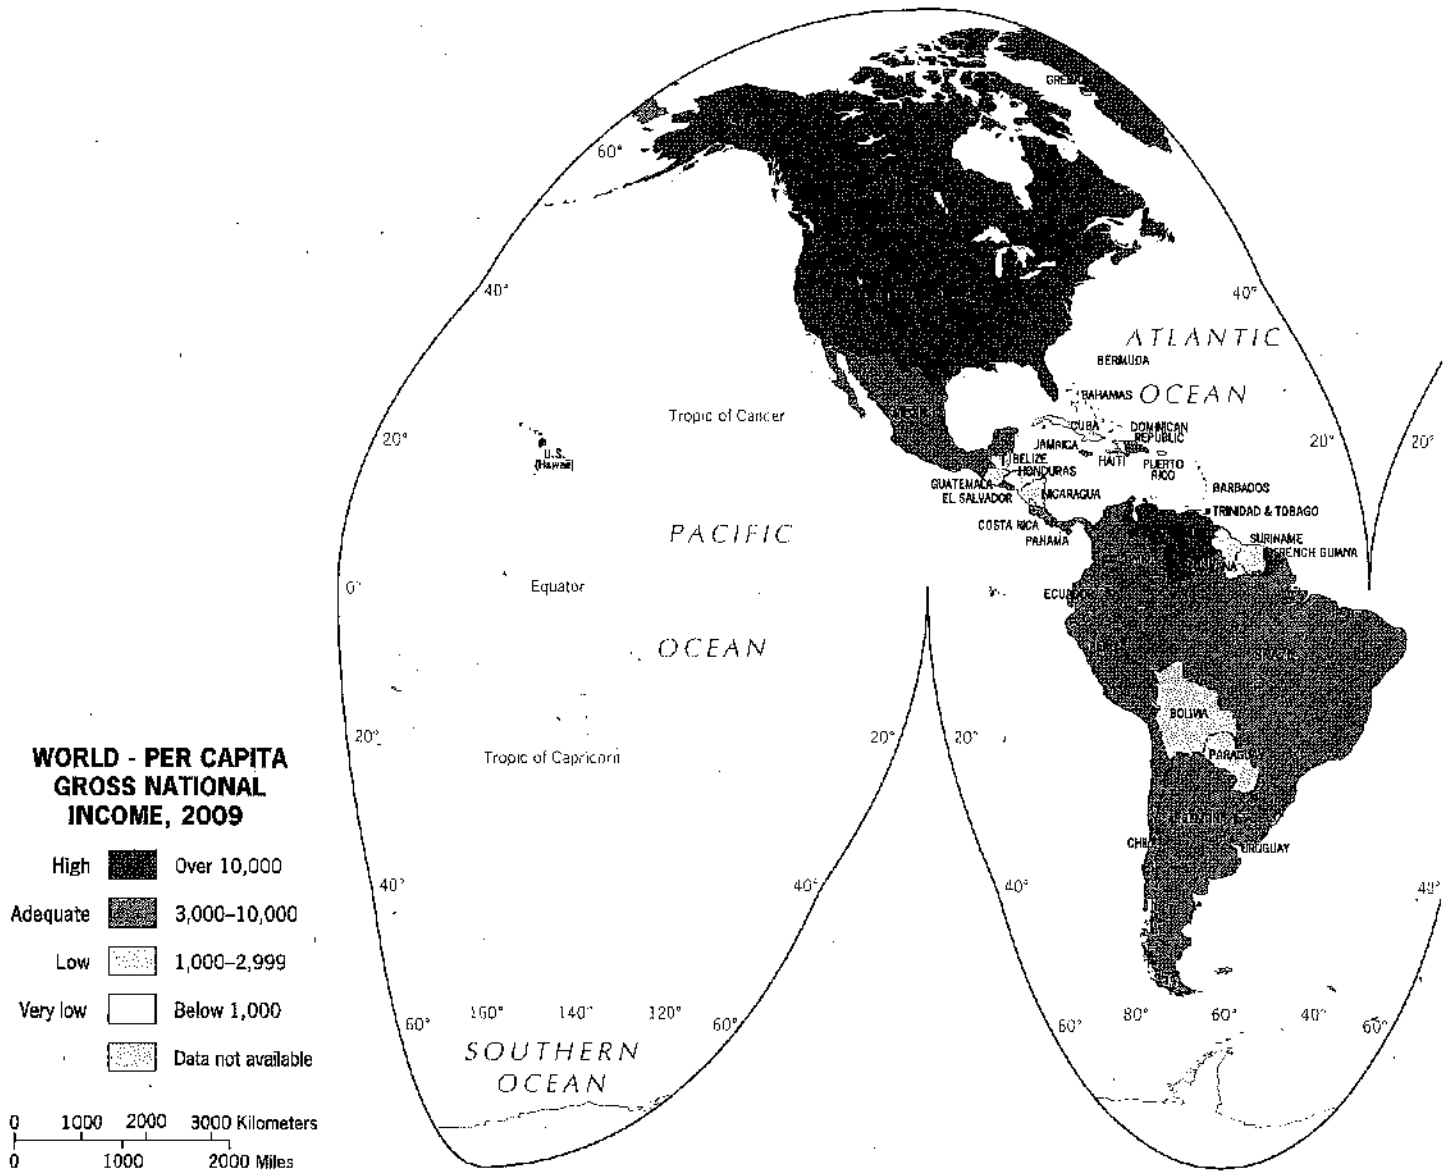 GREE
60°
40°
40°
ATLANTIC
BERMUDA
OCEAN
BAHAMAS
Tropic of Cancer
CUBA
DOMINICAN
REPUBLIC
20°
20°
20°
U.S.
(Hawaii)
JAMAICA
HAITI
BELIZE
HONDURAS
PUERTO
RICO
GUATEMALA
EL SALVADOR
NICARAGUA
BARBADOS
TRINIDAD & TOBAGO
COSTA RICA
PANAMA
PACIFIC
SURINAME
FRENCH GUIANA
0°
Equator
ECUADOR
OCEAN
BOLIVIA
PARAGU
20°
20°
20°
Tropic of Capricorn
CHIL
URUGUAY
40°
40°
40°
40°
WORLD - PER CAPITA
GROSS NATIONAL
INCOME, 2009
High Over 10,000
Adequate 3,000–10,000
Low 1,000–2,999
Very low Below 1,000
Data not available
60° 160° 140° 120° 60°
60° 80° 60° 40° 60°
SOUTHERN
OCEAN
0 1000 2000 3000 Kilometers
0 1000 2000 Miles